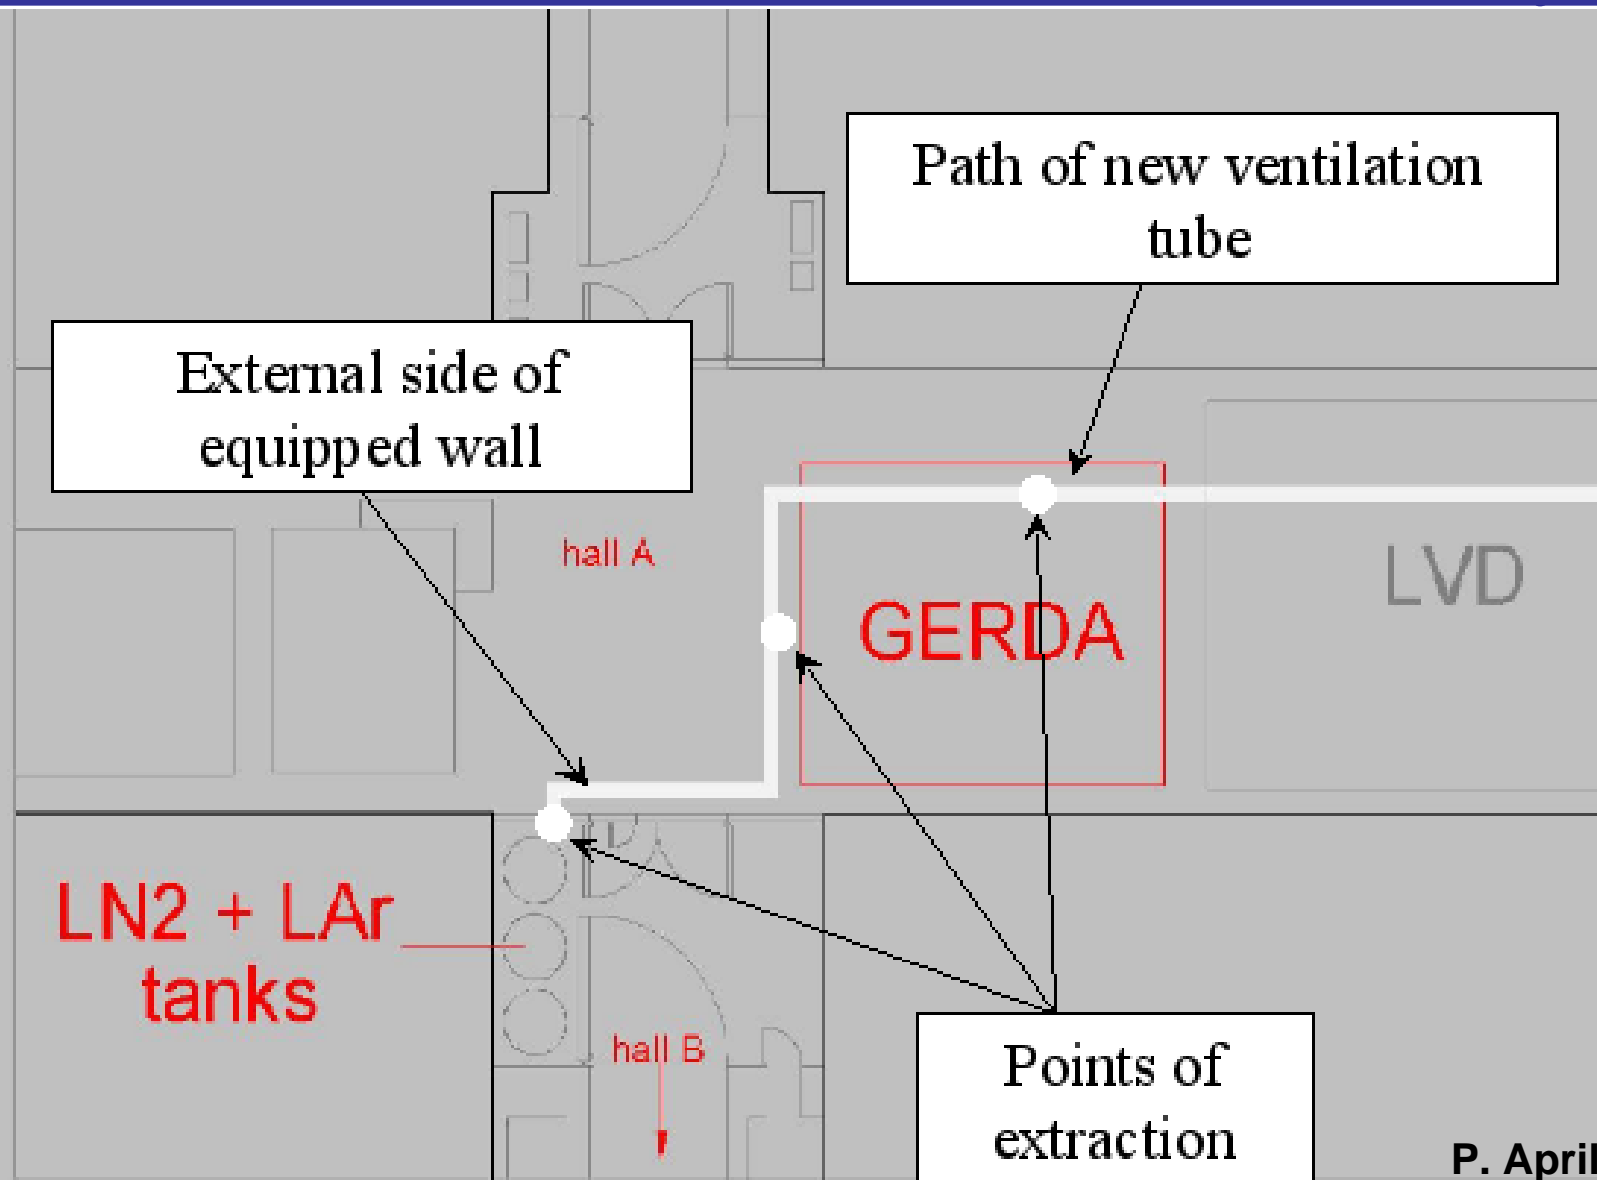 Path of new ventilation
tube
External side of
equipped wall
hall A
GERDA
LVD
LN2 + LAr
tanks
hall B
Points of
extraction
P. April